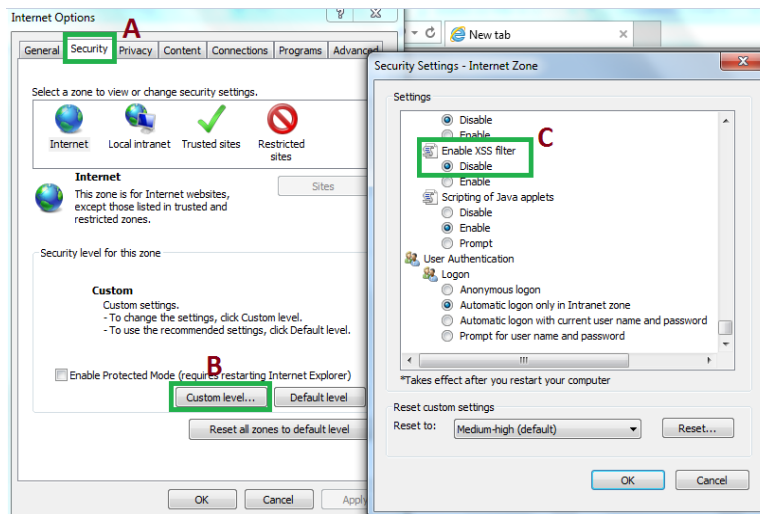 Internet Options
A
General
Security
Privacy
Content
Connections
Programs
Advanced
Select a zone to view or change security settings.
Internet
Local intranet
Trusted sites
Restricted
sites
Internet
This zone is for Internet websites,
except those listed in trusted and
restricted zones.
Sites
Security level for this zone
Custom
Custom settings.
- To change the settings, click Custom level.
- To use the recommended settings, click Default level.
B
Enable Protected Mode (requires restarting Internet Explorer)
Custom level...
Default level
Reset all zones to default level
OK
Cancel
Apply
New tab
Security Settings - Internet Zone
Settings
Disable
Enable
C
Enable XSS filter
Disable
Enable
Scripting of Java applets
Disable
Enable
Prompt
User Authentication
Logon
Anonymous logon
Automatic logon only in Intranet zone
Automatic logon with current user name and password
Prompt for user name and password
*Takes effect after you restart your computer
Reset custom settings
Reset to:
Medium-high (default)
Reset...
OK
Cancel